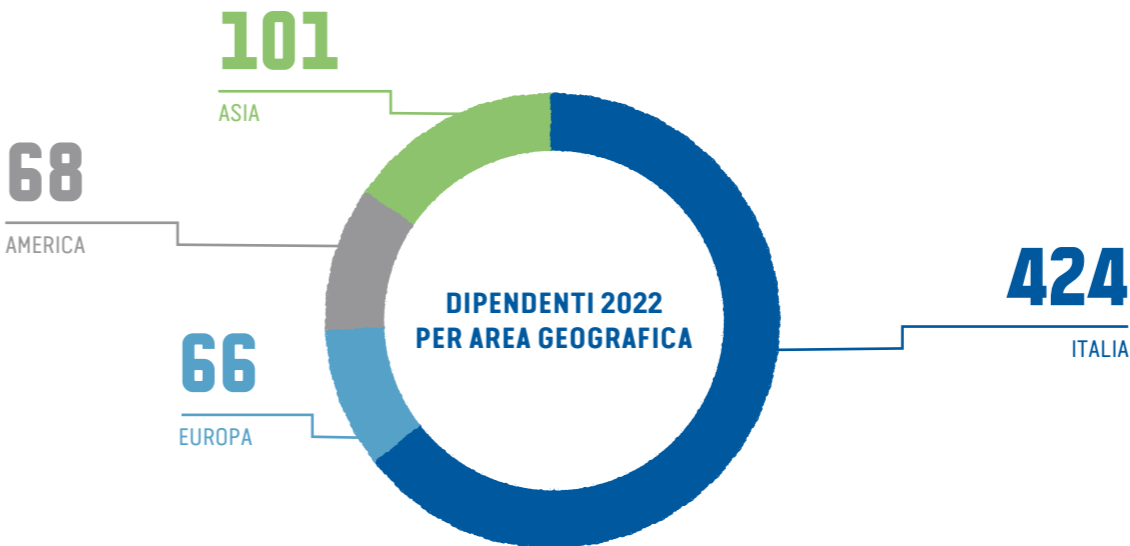 101
ASIA
68
AMERICA
DIPENDENTI 2022
PER AREA GEOGRAFICA
424
ITALIA
66
EUROPA